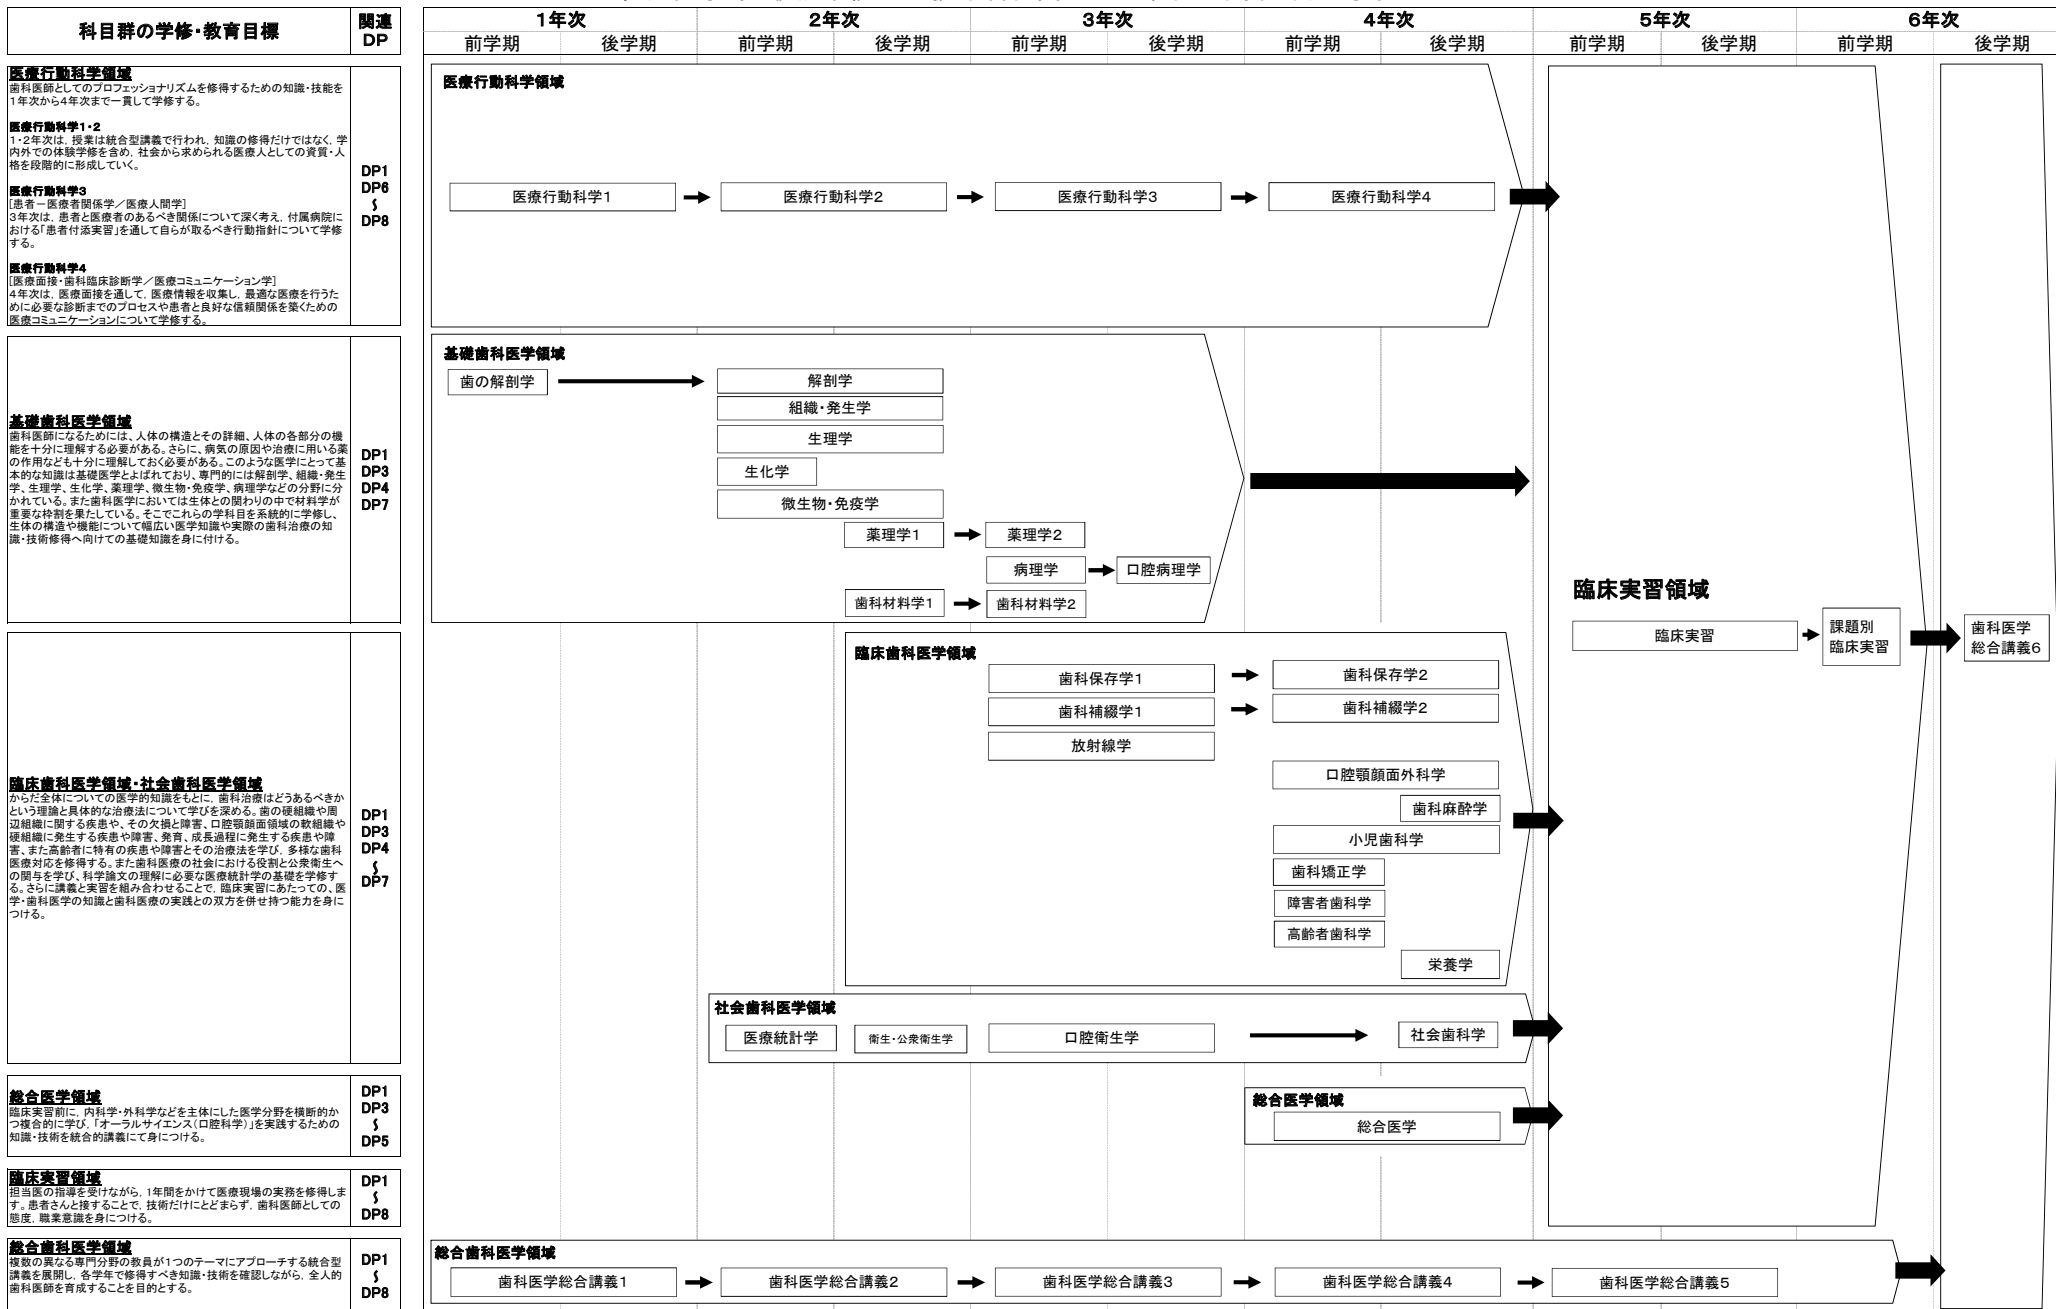 科目群の学修・教育目標
関連
DP
1年次
2年次
3年次
4年次
5年次
6年次
前学期
後学期
前学期
後学期
前学期
後学期
前学期
後学期
前学期
後学期
前学期
後学期
医療行動科学領域
歯科医師としてのプロフェッショナリズムを修得するための知識・技能を
1年次から4年次まで一貫して学修する。
医療行動科学1・2
1・2年次は，授業は統合型講義で行われ，知識の修得だけではなく，学
内外での体験学修を含め，社会から求められる医療人としての資質・人
格を段階的に形成していく。
医療行動科学3
[患者－医療者関係学／医療人間学]
3年次は，患者と医療者のあるべき関係について深く考え，付属病院に
おける「患者付添実習」を通して自らが取るべき行動指針について学修
する。
医療行動科学4
[医療面接・歯科臨床診断学／医療コミュニケーション学]
4年次は，医療面接を通して，医療情報を収集し，最適な医療を行うた
めに必要な診断までのプロセスや患者と良好な信頼関係を築くための
医療コミュニケーションについて学修する。
DP1
DP6
∫
DP8
医療行動科学領域
医療行動科学1
医療行動科学2
医療行動科学3
医療行動科学4
基礎歯科医学領域
歯科医師になるためには、人体の構造とその詳細、人体の各部分の機
能を十分に理解する必要がある。さらに、病気の原因や治療に用いる薬
の作用なども十分に理解しておく必要がある。このような医学にとって基
本的な知識は基礎医学とよばれており、専門的には解剖学、組織・発生
学、生理学、生化学、薬理学、微生物・免疫学、病理学などの分野に分
かれている。また歯科医学においては生体との関わりの中で材料学が
重要な枠割を果たしている。そこでこれらの学科目を系統的に学修し、
生体の構造や機能について幅広い医学知識や実際の歯科治療の知
識・技術修得へ向けての基礎知識を身に付ける。
DP1
DP3
DP4
DP7
基礎歯科医学領域
歯の解剖学
解剖学
組織・発生学
生理学
生化学
微生物・免疫学
薬理学1
薬理学2
病理学
口腔病理学
歯科材料学1
歯科材料学2
臨床実習領域
臨床実習
課題別
臨床実習
歯科医学
総合講義6
臨床歯科医学領域・社会歯科医学領域
からだ全体についての医学的知識をもとに，歯科治療はどうあるべきか
という理論と具体的な治療法について学びを深める。歯の硬組織や周
辺組織に関する疾患や、その欠損と障害、口腔顎顔面領域の軟組織や
硬組織に発生する疾患や障害、発育、成長過程に発生する疾患や障
害、また高齢者に特有の疾患や障害とその治療法を学び，多様な歯科
医療対応を修得する。また歯科医療の社会における役割と公衆衛生へ
の関与を学び、科学論文の理解に必要な医療統計学の基礎を学修す
る。さらに講義と実習を組み合わせることで，臨床実習にあたっての、医
学・歯科医学の知識と歯科医療の実践との双方を併せ持つ能力を身に
つける。
DP1
DP3
DP4
∫
DP7
臨床歯科医学領域
歯科保存学1
歯科保存学2
歯科補綴学1
歯科補綴学2
放射線学
口腔顎顔面外科学
歯科麻酔学
小児歯科学
歯科矯正学
障害者歯科学
高齢者歯科学
栄養学
社会歯科医学領域
医療統計学
衛生・公衆衛生学
口腔衛生学
社会歯科学
総合医学領域
臨床実習前に，内科学・外科学などを主体にした医学分野を横断的か
つ複合的に学び，「オーラルサイエンス（口腔科学）」を実践するための
知識・技術を統合的講義にて身につける。
DP1
DP3
∫
DP5
総合医学領域
総合医学
臨床実習領域
担当医の指導を受けながら，1年間をかけて医療現場の実務を修得しま
す。患者さんと接することで，技術だけにとどまらず，歯科医師としての
態度，職業意識を身につける。
DP1
∫
DP8
総合歯科医学領域
複数の異なる専門分野の教員が1つのテーマにアプローチする統合型
講義を展開し，各学年で修得すべき知識・技術を確認しながら，全人的
歯科医師を育成することを目的とする。
DP1
∫
DP8
総合歯科医学領域
歯科医学総合講義1
歯科医学総合講義2
歯科医学総合講義3
歯科医学総合講義4
歯科医学総合講義5